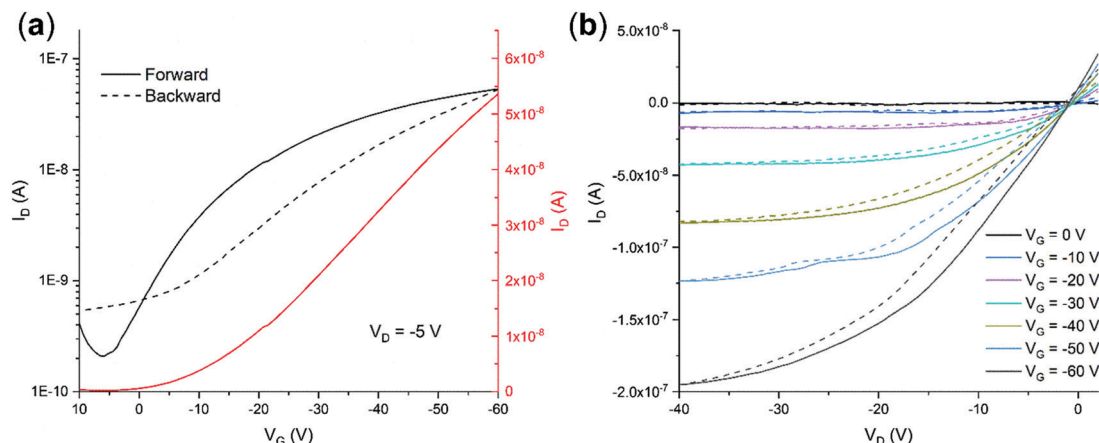 (a)
1E-7
1E-8
1E-9
1E-10
I_D (A)
Forward
Backward
V_D = -5 V
6x10^-8
5x10^-8
4x10^-8
3x10^-8
2x10^-8
1x10^-8
0
I_D (A)
10 0 -10 -20 -30 -40 -50 -60
V_G (V)
(b)
5.0x10^-8
0.0
-5.0x10^-8
-1.0x10^-7
-1.5x10^-7
-2.0x10^-7
I_D (A)
V_G = 0 V
V_G = -10 V
V_G = -20 V
V_G = -30 V
V_G = -40 V
V_G = -50 V
V_G = -60 V
-40 -30 -20 -10 0
V_D (V)